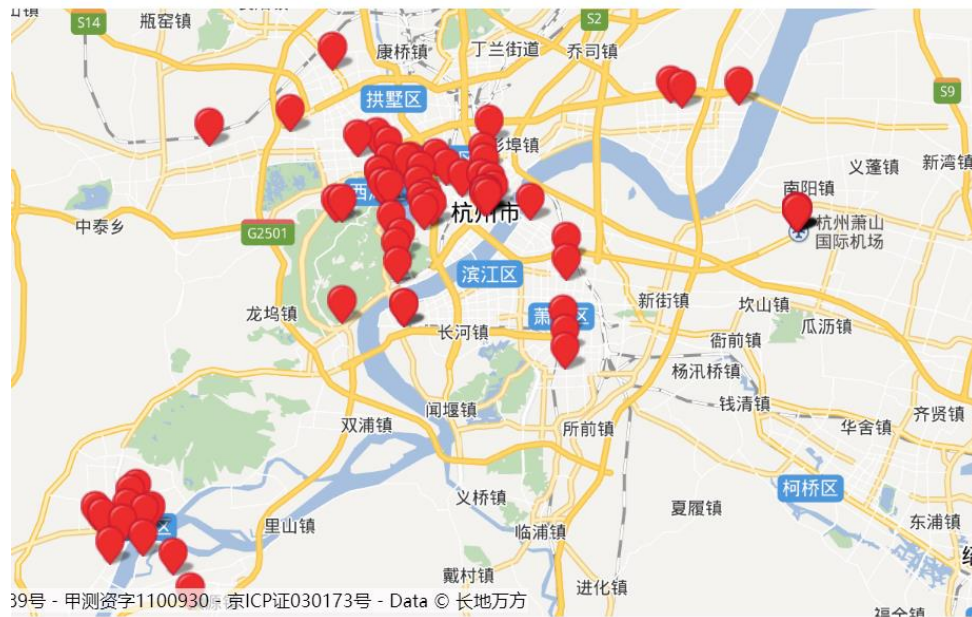 S14
瓶窑镇
康桥镇
丁兰街道
S2
乔司镇
拱墅区
S9
彭埠镇
义蓬镇
新湾镇
南阳镇
中泰乡
G2501
杭州市
杭州萧山
国际机场
滨江区
龙坞镇
新街镇
坎山镇
瓜沥镇
长河镇
衙前镇
杨汛桥镇
钱清镇
闻堰镇
双浦镇
所前镇
齐贤镇
华舍镇
柯桥区
义桥镇
夏履镇
里山镇
临浦镇
东浦镇
戴村镇
进化镇
39号 - 甲测资字1100930 - 京ICP证030173号 - Data © 长地万方
福全镇